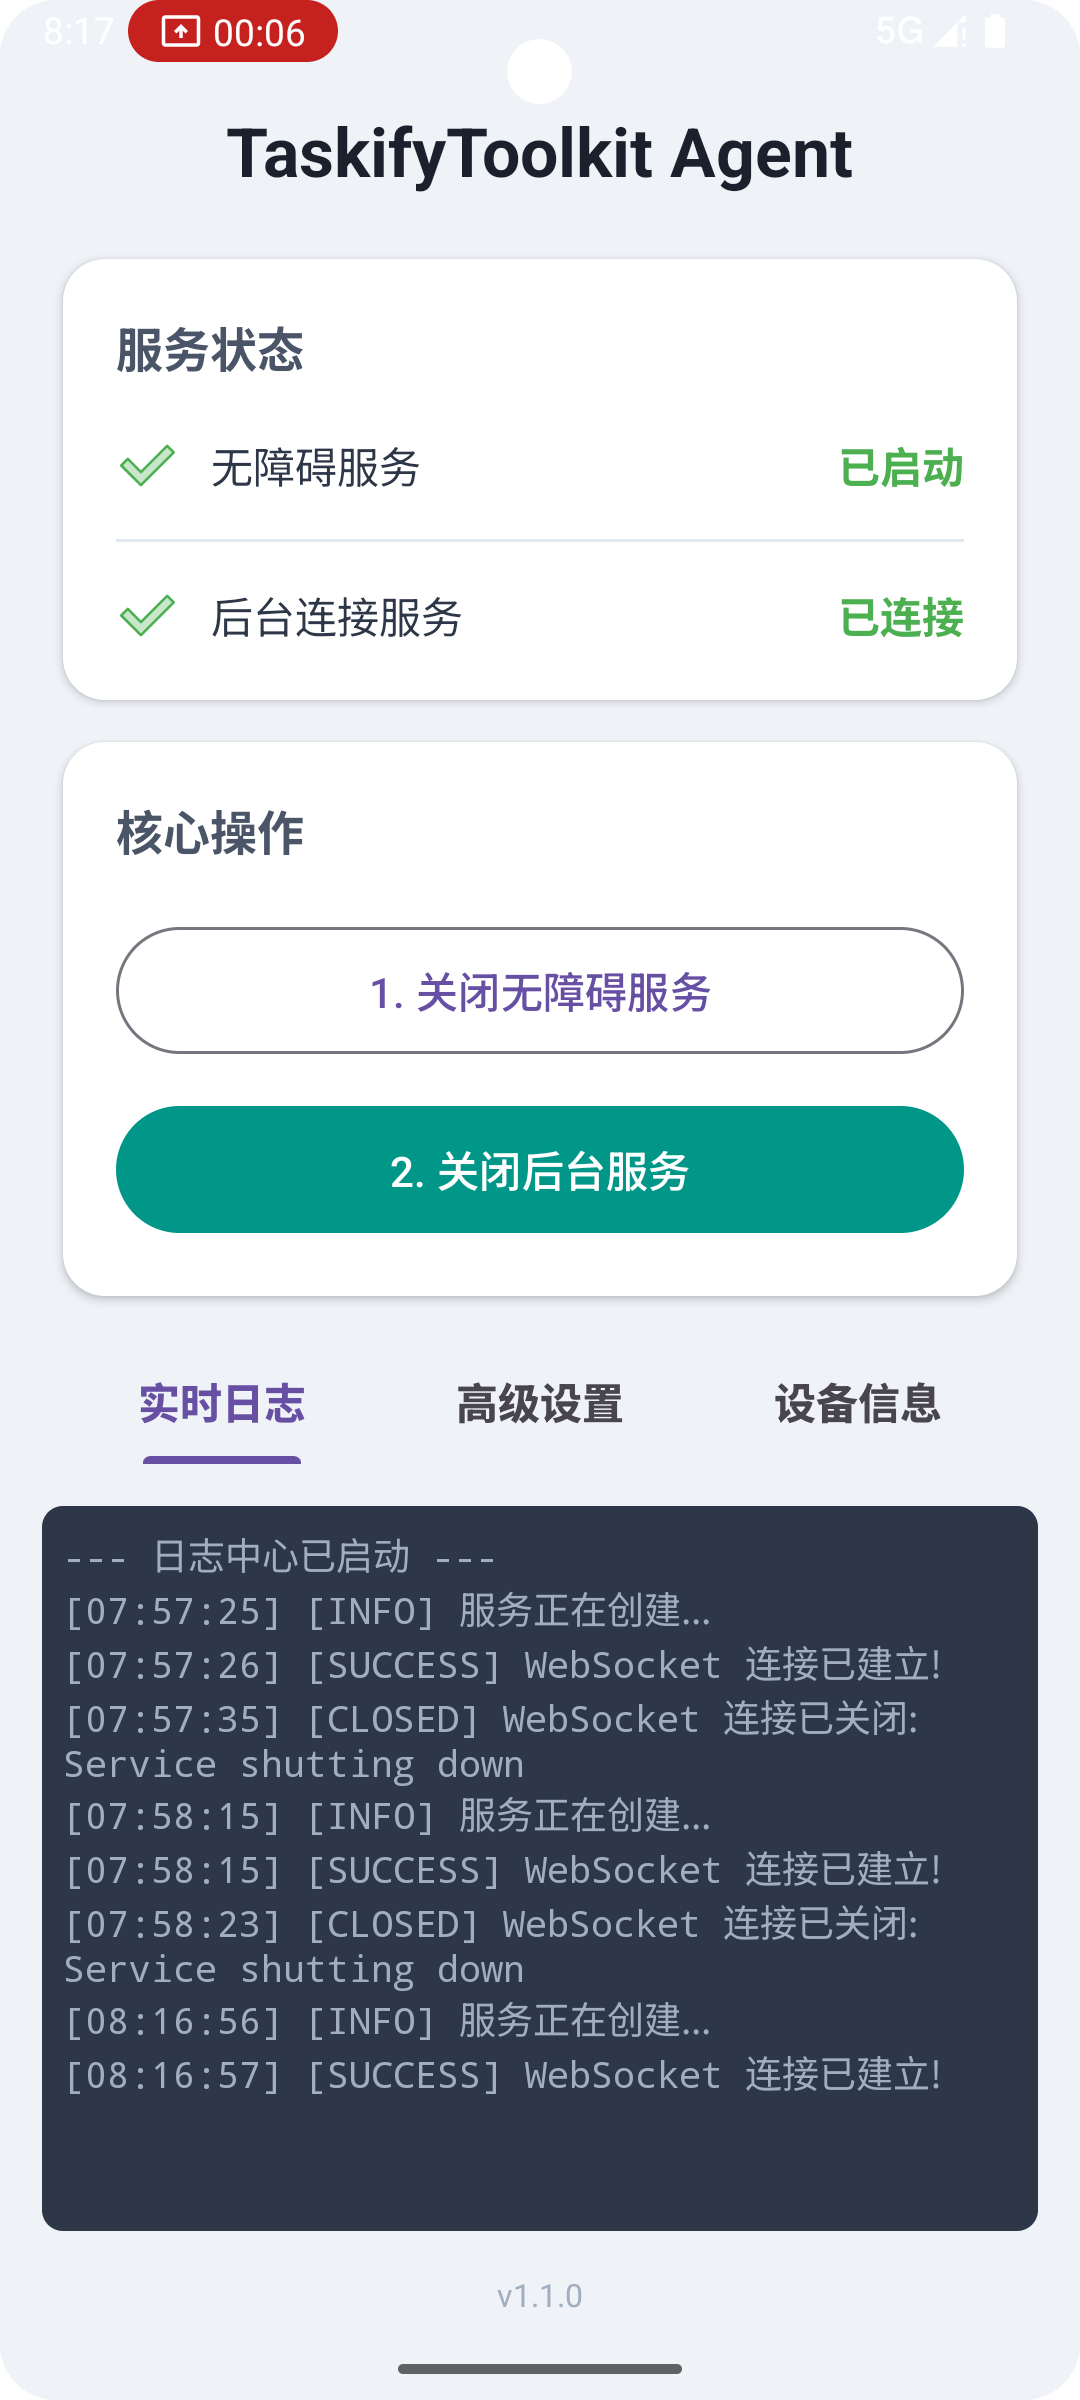 8:17
00:06
5G
TaskifyToolkit Agent
服务状态
无障碍服务
已启动
后台连接服务
已连接
核心操作
1. 关闭无障碍服务
2. 关闭后台服务
实时日志
高级设置
设备信息
--- 日志中心已启动 ---
[07:57:25] [INFO] 服务正在创建...
[07:57:26] [SUCCESS] WebSocket 连接已建立!
[07:57:35] [CLOSED] WebSocket 连接已关闭:
Service shutting down
[07:58:15] [INFO] 服务正在创建...
[07:58:15] [SUCCESS] WebSocket 连接已建立!
[07:58:23] [CLOSED] WebSocket 连接已关闭:
Service shutting down
[08:16:56] [INFO] 服务正在创建...
[08:16:57] [SUCCESS] WebSocket 连接已建立!
v1.1.0